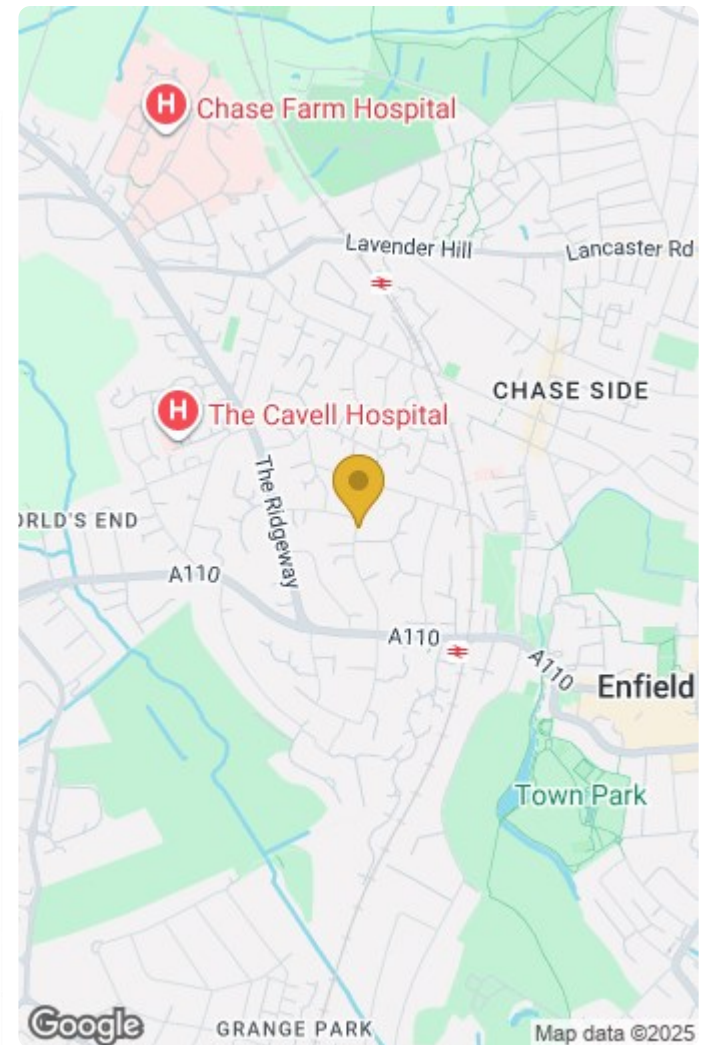 H
Chase Farm Hospital
Lavender Hill
Lancaster Rd
CHASE SIDE
H
The Cavell Hospital
The Ridgeway
ORLD'S END
A110
A110
A110
Enfield
Town Park
Google
GRANGE PARK
Map data ©2025